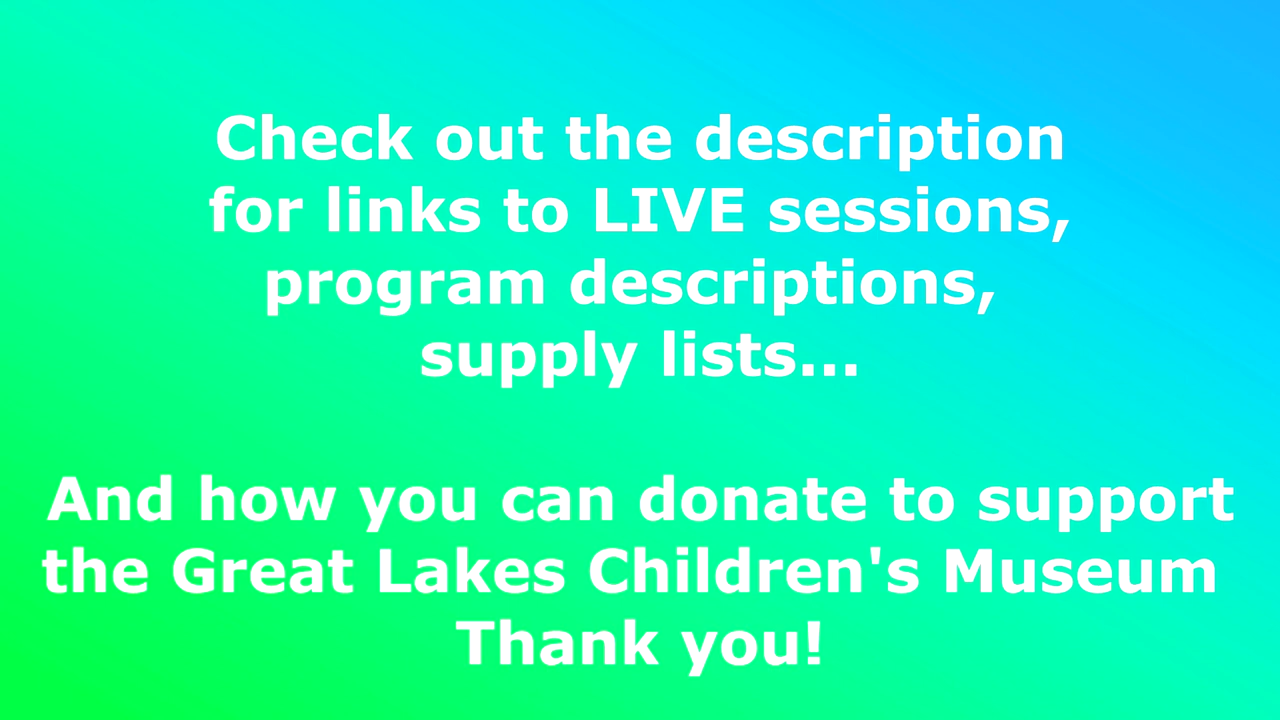 Check out the description
for links to LIVE sessions,
program descriptions,
supply lists...
And how you can donate to support
the Great Lakes Children's Museum
Thank you!